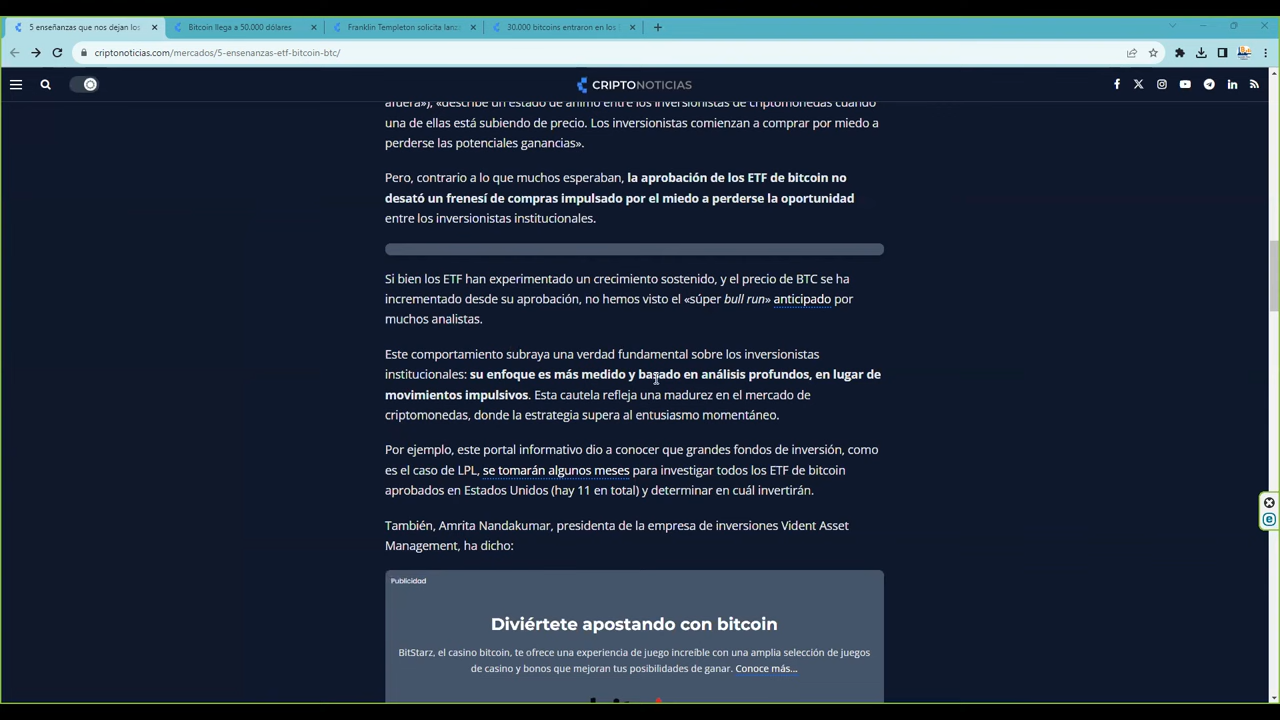 5 enseñanzas que nos dejan los
Bitcoin llega a 50.000 dólares
Franklin Templeton solicita lanz
30.000 bitcoins entraron en los
criptonoticias.com/mercados/5-ensenanzas-etf-bitcoin-btc/
CRIPTONOTICIAS
afuera»), «describe un estado de ánimo entre los inversionistas de criptomonedas cuando
una de ellas está subiendo de precio. Los inversionistas comienzan a comprar por miedo a
perderse las potenciales ganancias».
Pero, contrario a lo que muchos esperaban, la aprobación de los ETF de bitcoin no
desató un frenesí de compras impulsado por el miedo a perderse la oportunidad
entre los inversionistas institucionales.
Si bien los ETF han experimentado un crecimiento sostenido, y el precio de BTC se ha
incrementado desde su aprobación, no hemos visto el «súper bull run» anticipado por
muchos analistas.
Este comportamiento subraya una verdad fundamental sobre los inversionistas
institucionales: su enfoque es más medido y basado en análisis profundos, en lugar de
movimientos impulsivos. Esta cautela refleja una madurez en el mercado de
criptomonedas, donde la estrategia supera al entusiasmo momentáneo.
Por ejemplo, este portal informativo dio a conocer que grandes fondos de inversión, como
es el caso de LPL, se tomarán algunos meses para investigar todos los ETF de bitcoin
aprobados en Estados Unidos (hay 11 en total) y determinar en cuál invertirán.
También, Amrita Nandakumar, presidenta de la empresa de inversiones Vident Asset
Management, ha dicho:
Publicidad
Diviértete apostando con bitcoin
BitStarz, el casino bitcoin, te ofrece una experiencia de juego increíble con una amplia selección de juegos
de casino y bonos que mejoran tus posibilidades de ganar. Conoce más...